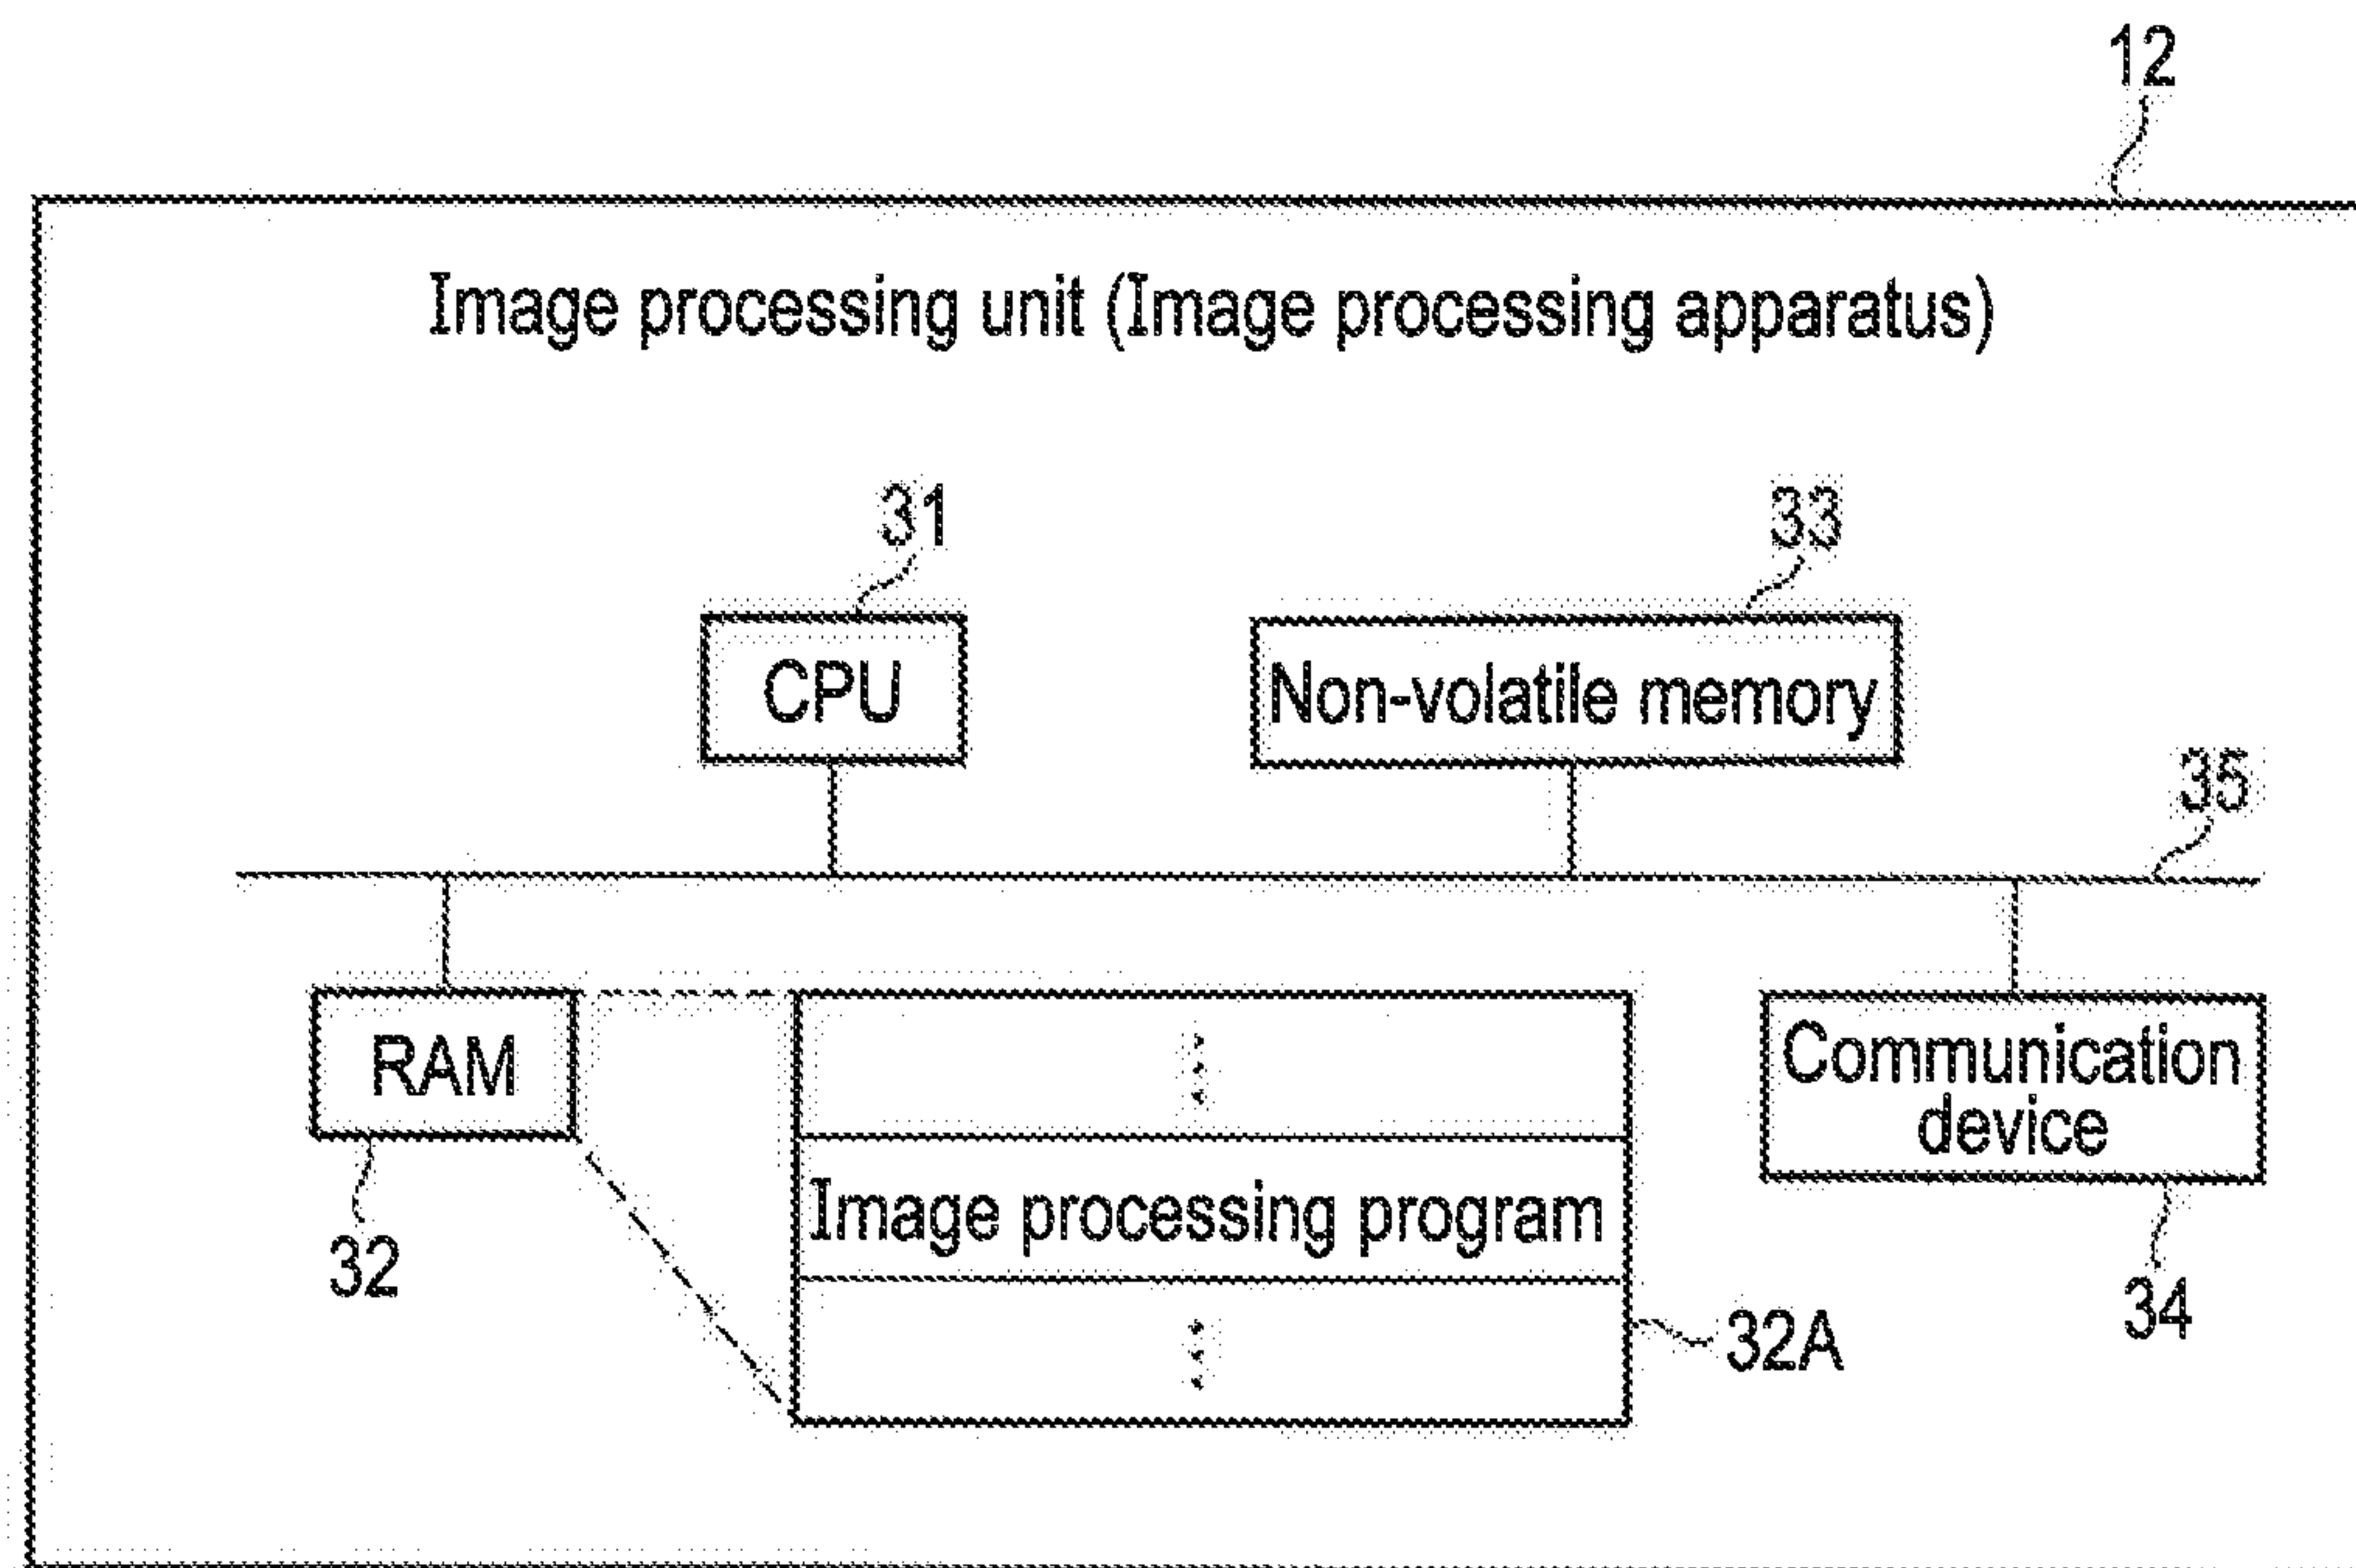 12
Image processing unit (Image processing apparatus)
31
33
CPU
Non-volatile memory
35
RAM
Communication
device
Image processing program
32
34
32A